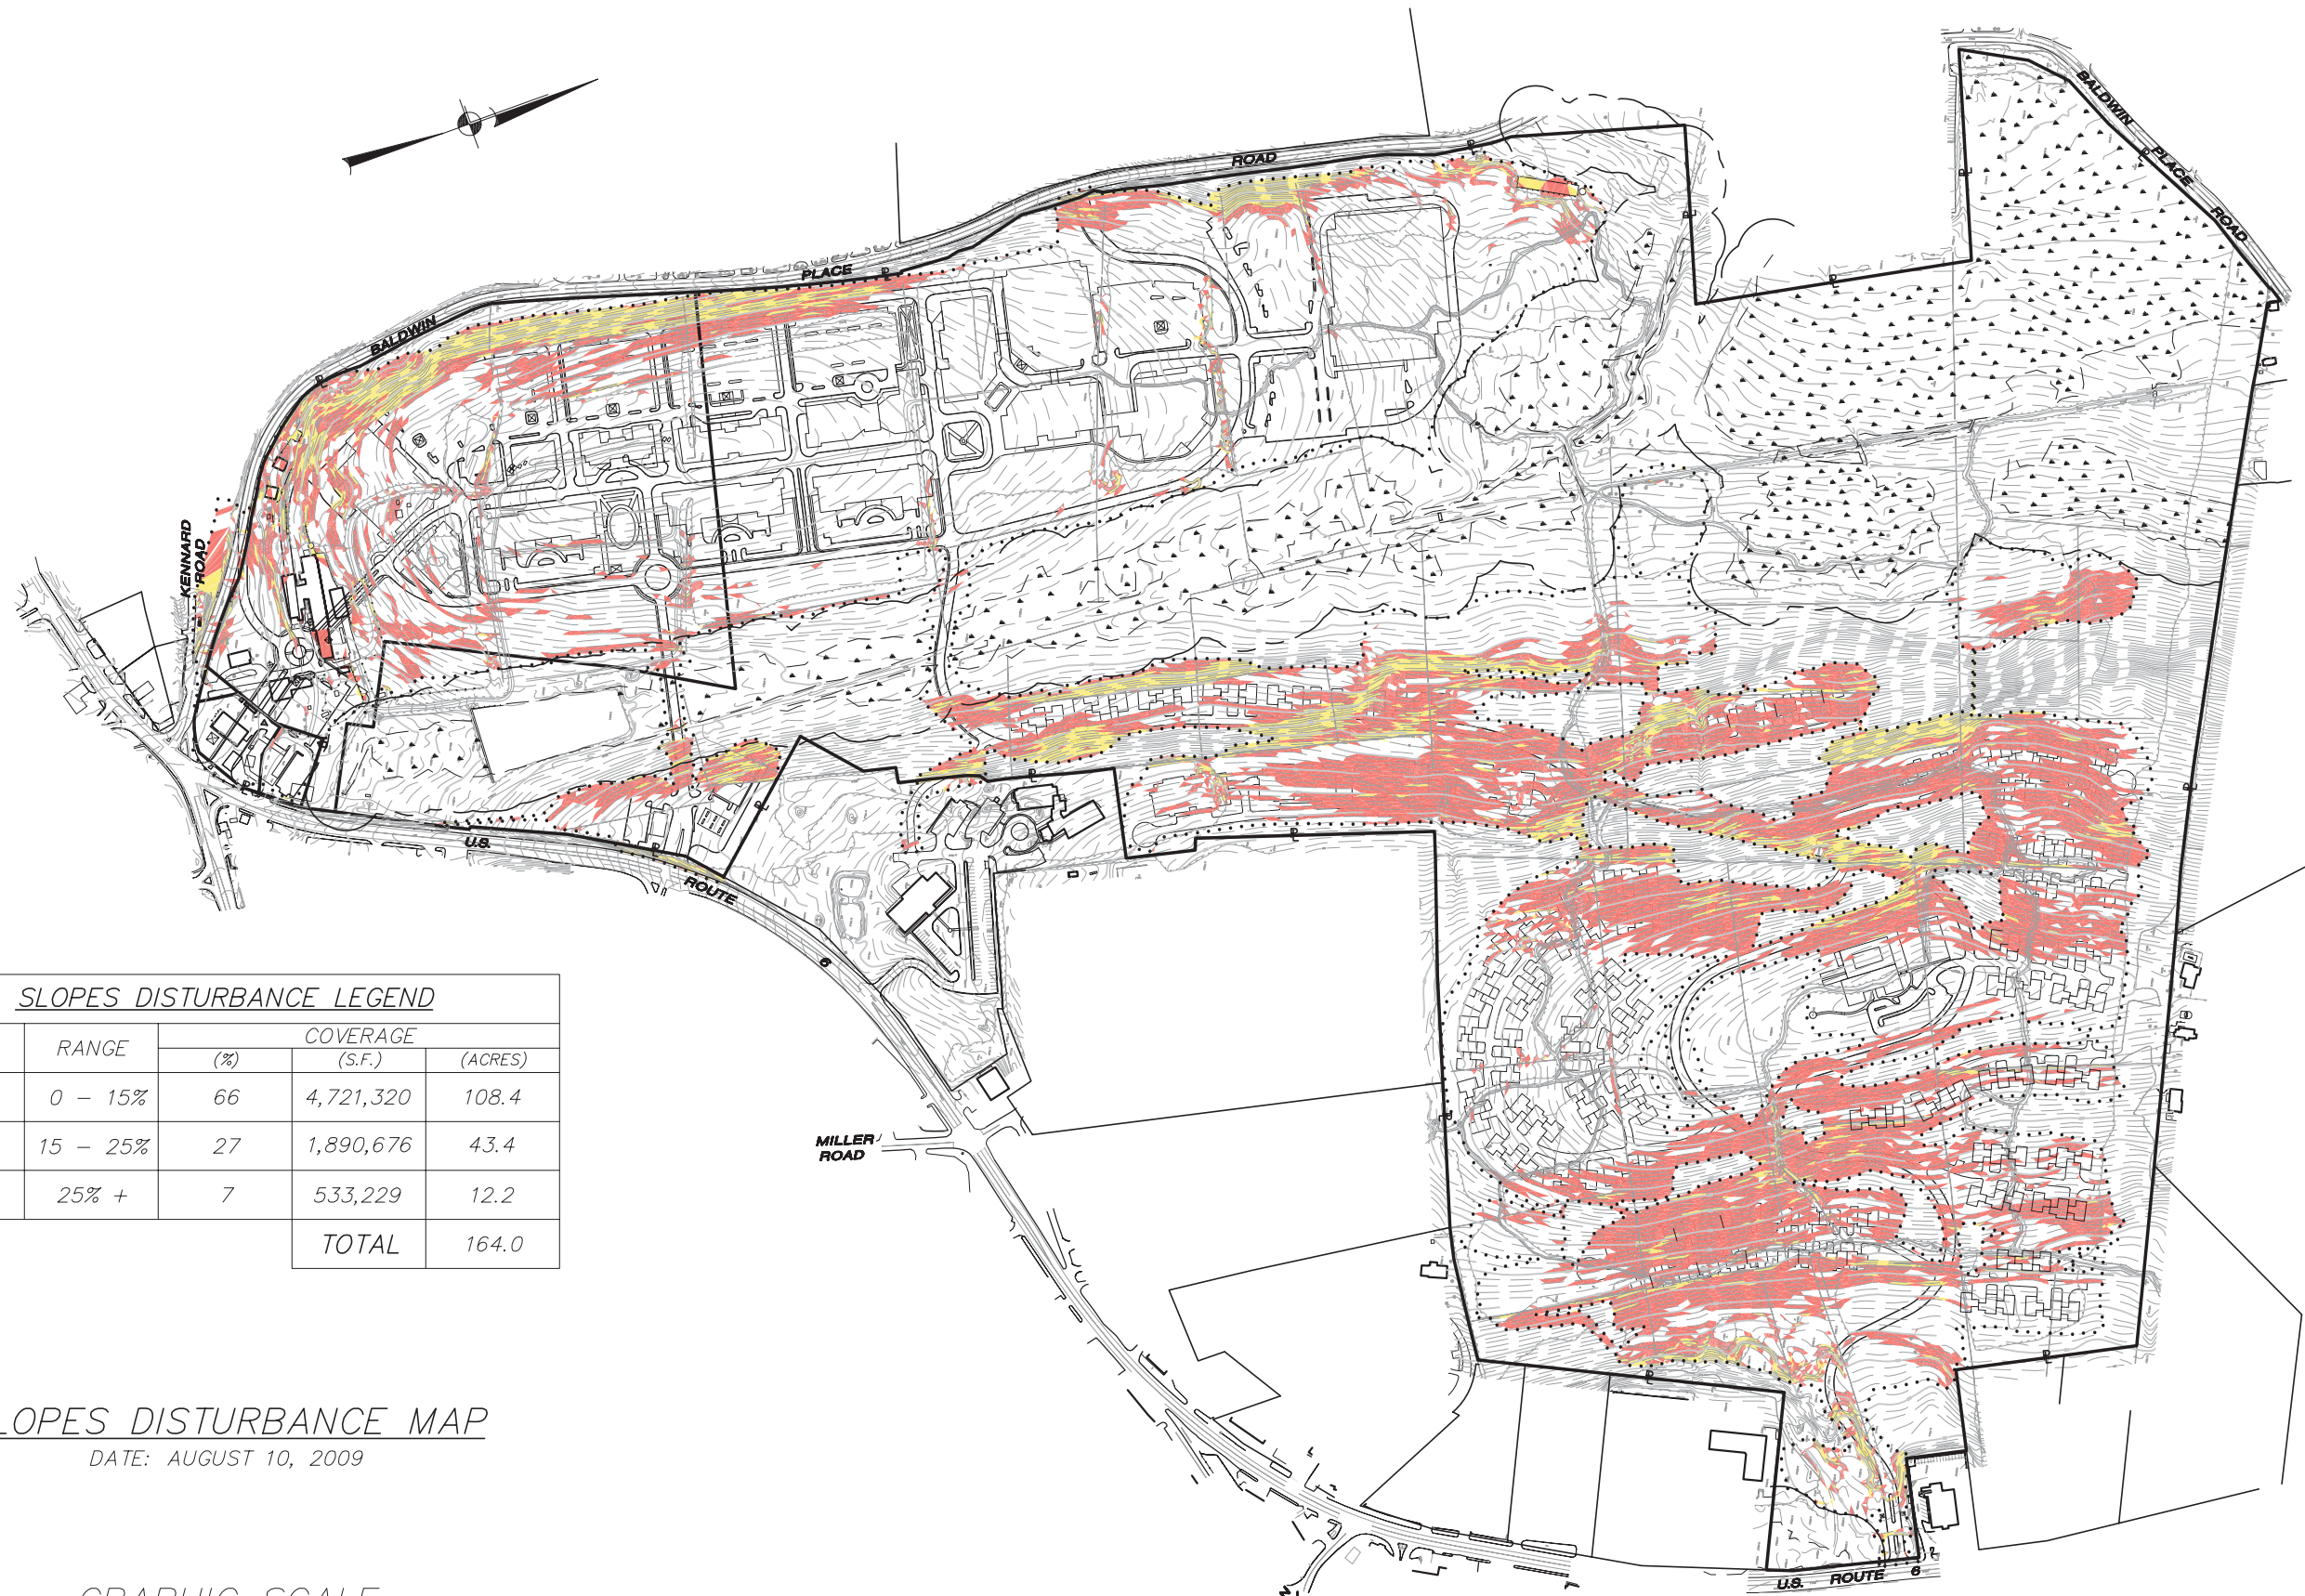 BALDWIN
PLACE
ROAD
ROAD
PLACE
BALDWIN
KENNARD
ROAD
U.S.
ROUTE
6
MILLER
ROAD
U.S. ROUTE 6
SLOPES DISTURBANCE LEGEND
RANGE COVERAGE
(%) (S.F.) (ACRES)
0 - 15% 66 4,721,320 108.4
15 - 25% 27 1,890,676 43.4
25% + 7 533,229 12.2
TOTAL 164.0
LOPES DISTURBANCE MAP
DATE: AUGUST 10, 2009
GRAPHIC SCALE